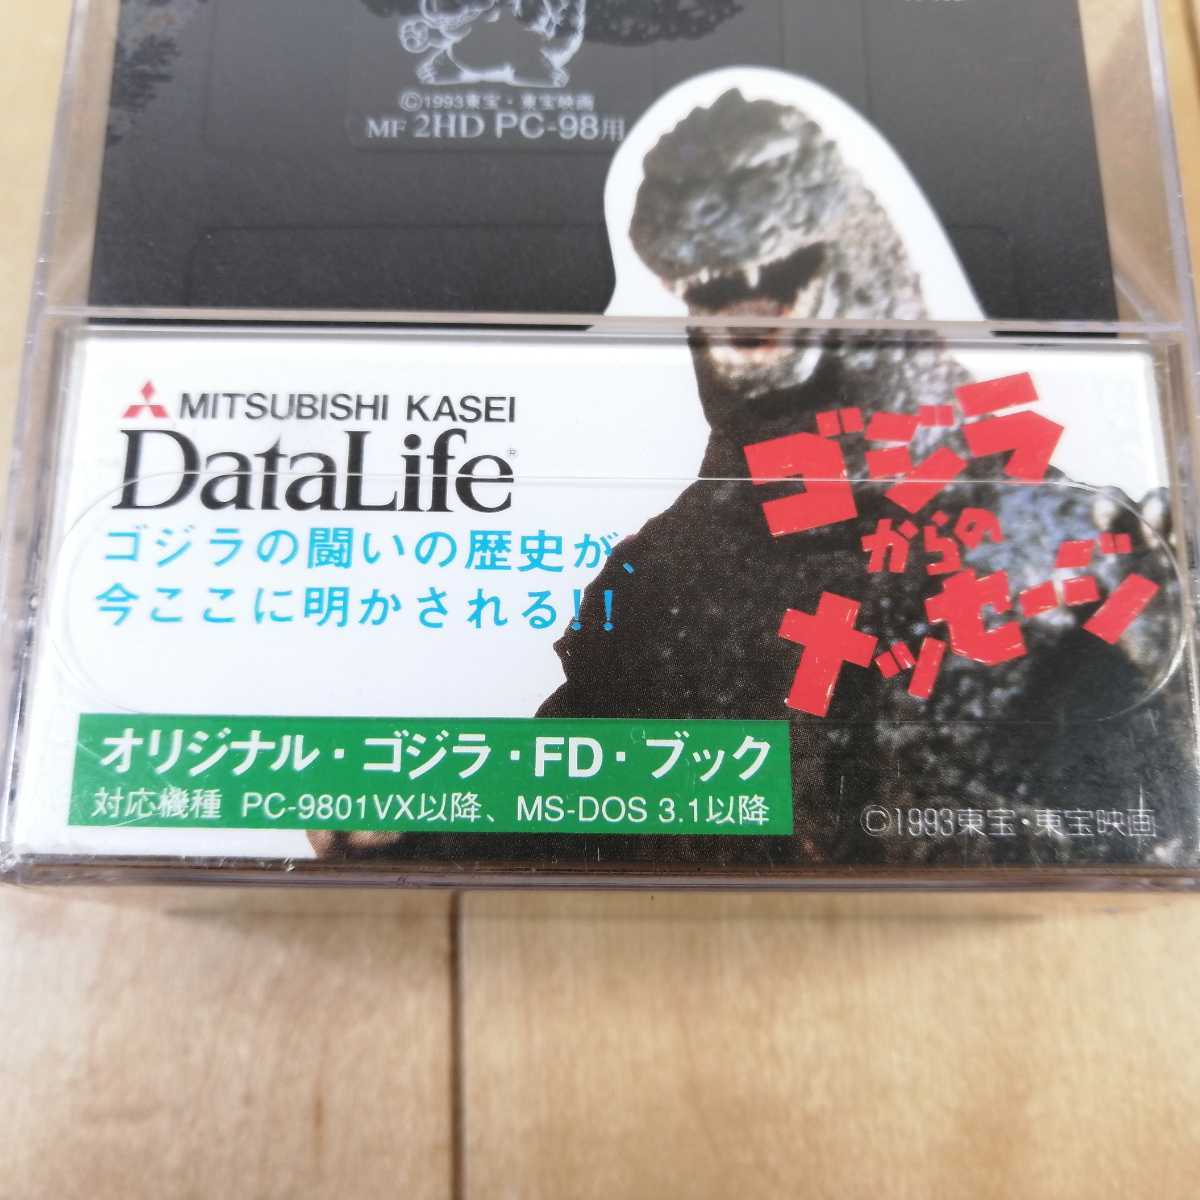 ©1993東宝・東宝映画
MF 2HD PC-98用
MITSUBISHI KASEI
DataLife®
ゴジラの闘いの歴史が、
今ここに明かされる!!
ゴジラ
からの
メッセージ
オリジナル・ゴジラ・FD・ブック
対応機種 PC-9801VX以降、MS-DOS 3.1以降
©1993東宝・東宝映画